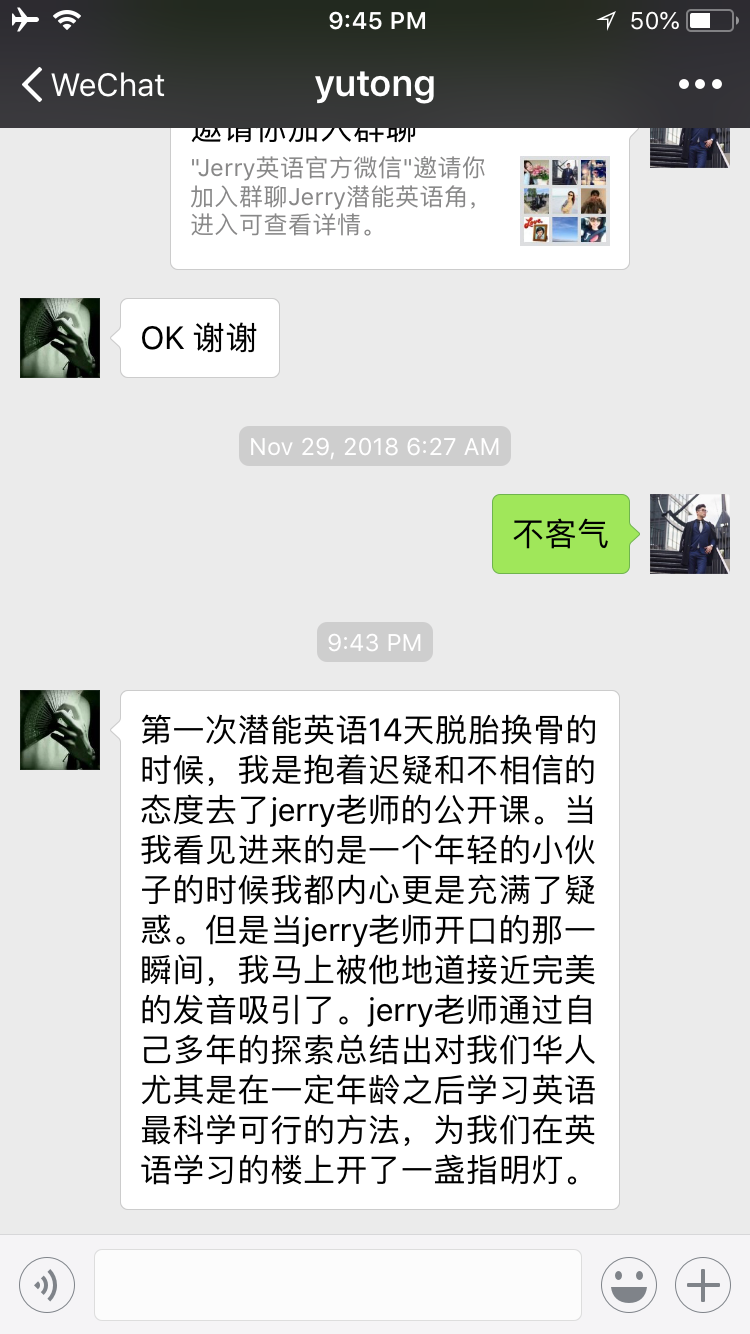 9:45 PM
50%
WeChat
yutong
邀请你加入群聊
"Jerry英语官方微信"邀请你
加入群聊Jerry潜能英语角，
进入可查看详情。
OK 谢谢
Nov 29, 2018 6:27 AM
不客气
9:43 PM
第一次潜能英语14天脱胎换骨的
时候，我是抱着迟疑和不相信的
态度去了jerry老师的公开课。当
我看见进来的是一个年轻的小伙
子的时候我都内心更是充满了疑
惑。但是当jerry老师开口的那一
瞬间，我马上被他地道接近完美
的发音吸引了。jerry老师通过自
己多年的探索总结出对我们华人
尤其是在一定年龄之后学习英语
最科学可行的方法，为我们在英
语学习的楼上开了一盏指明灯。